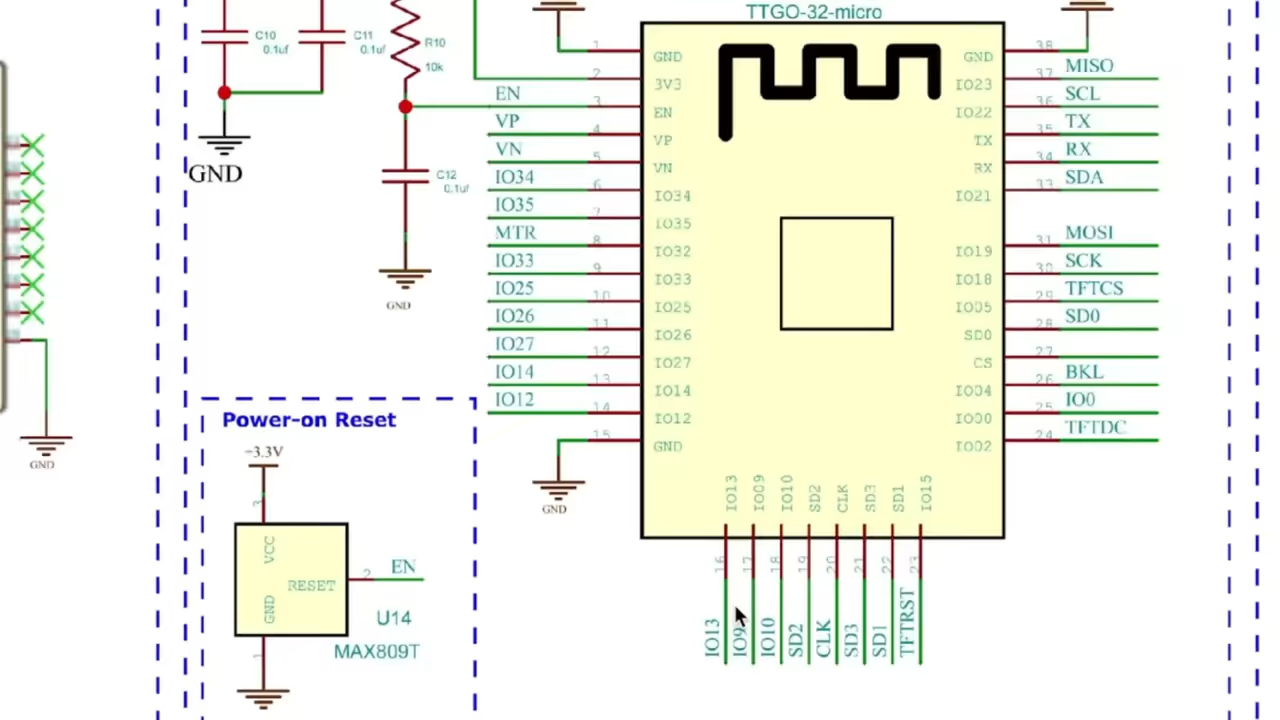 TTGO-32-micro
C10
0.1uf
C11
0.1uf
R10
10k
C12
0.1uf
GND
GND
GND
GND
EN
VP
VN
IO34
IO35
MTR
IO33
IO25
IO26
IO27
IO14
IO12
1
2
3
4
5
6
7
8
9
10
11
12
13
14
15
GND
3V3
EN
VP
VN
IO34
IO35
IO32
IO33
IO25
IO26
IO27
IO14
IO12
GND
GND
IO23
IO22
TX
RX
IO21
IO19
IO18
IO05
SD0
CS
IO04
IO00
IO02
38
37
36
35
34
33
31
30
29
28
27
26
25
24
MISO
SCL
TX
RX
SDA
MOSI
SCK
TFTCS
SD0
BKL
IO0
TFTDC
IO13
IO09
IO10
SD2
CLK
SD3
SD1
IO15
16
17
18
19
20
21
22
23
IO13
IO9
IO10
SD2
CLK
SD3
SD1
TFTRST
Power-on Reset
+3.3V
3
VCC
RESET
GND
2
EN
1
U14
MAX809T